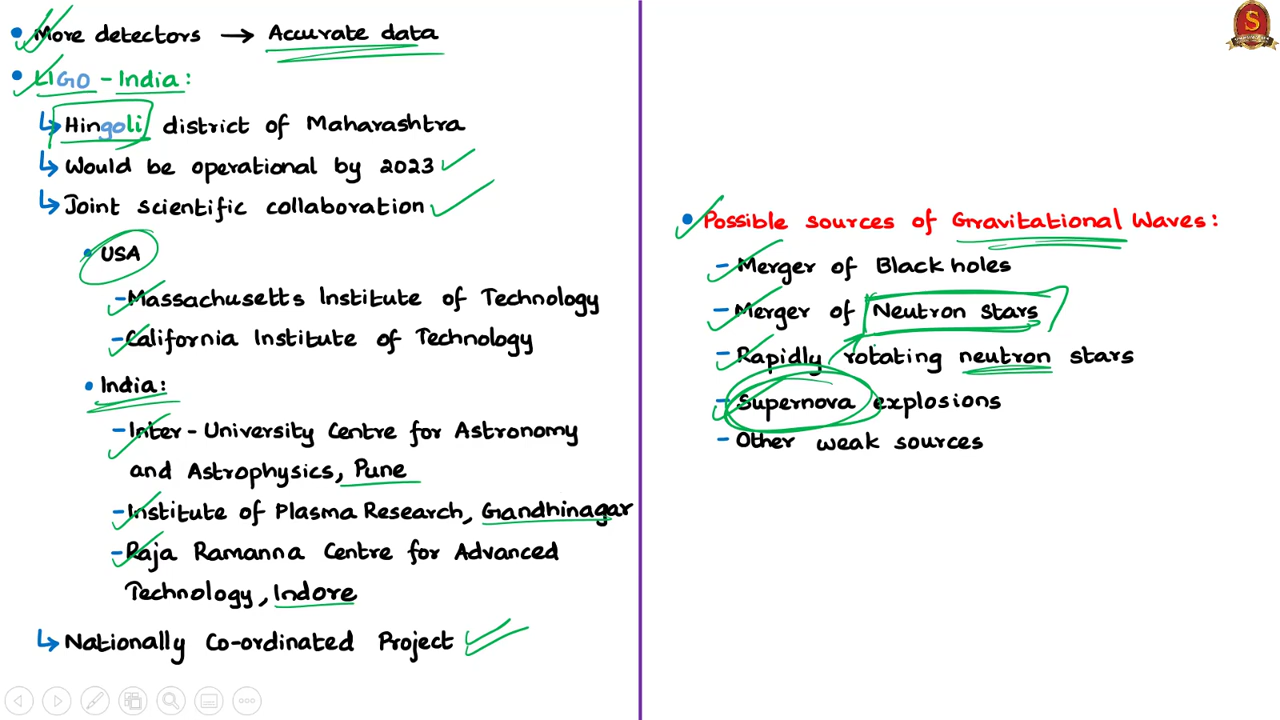 • More detectors → Accurate data
• LIGO - India :
↳ Hingoli district of Maharashtra
↳ Would be operational by 2023
↳ Joint scientific collaboration
• USA
- Massachusetts Institute of Technology
- California Institute of Technology
• India :
- Inter - University Centre for Astronomy
and Astrophysics, Pune
- Institute of Plasma Research, Gandhinagar
- Raja Ramanna Centre for Advanced
Technology, Indore
↳ Nationally Co-ordinated Project
S
• Possible sources of Gravitational Waves :
- Merger of Black holes
- Merger of Neutron stars
- Rapidly rotating neutron stars
- Supernova explosions
- Other weak sources